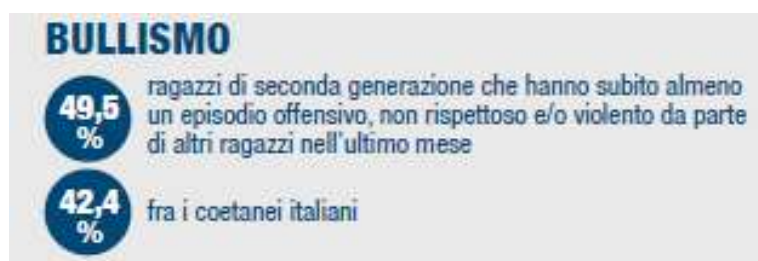 BULLISMO
49,5
%
ragazzi di seconda generazione che hanno subito almeno
un episodio offensivo, non rispettoso e/o violento da parte
di altri ragazzi nell'ultimo mese
42,4
%
fra i coetanei italiani